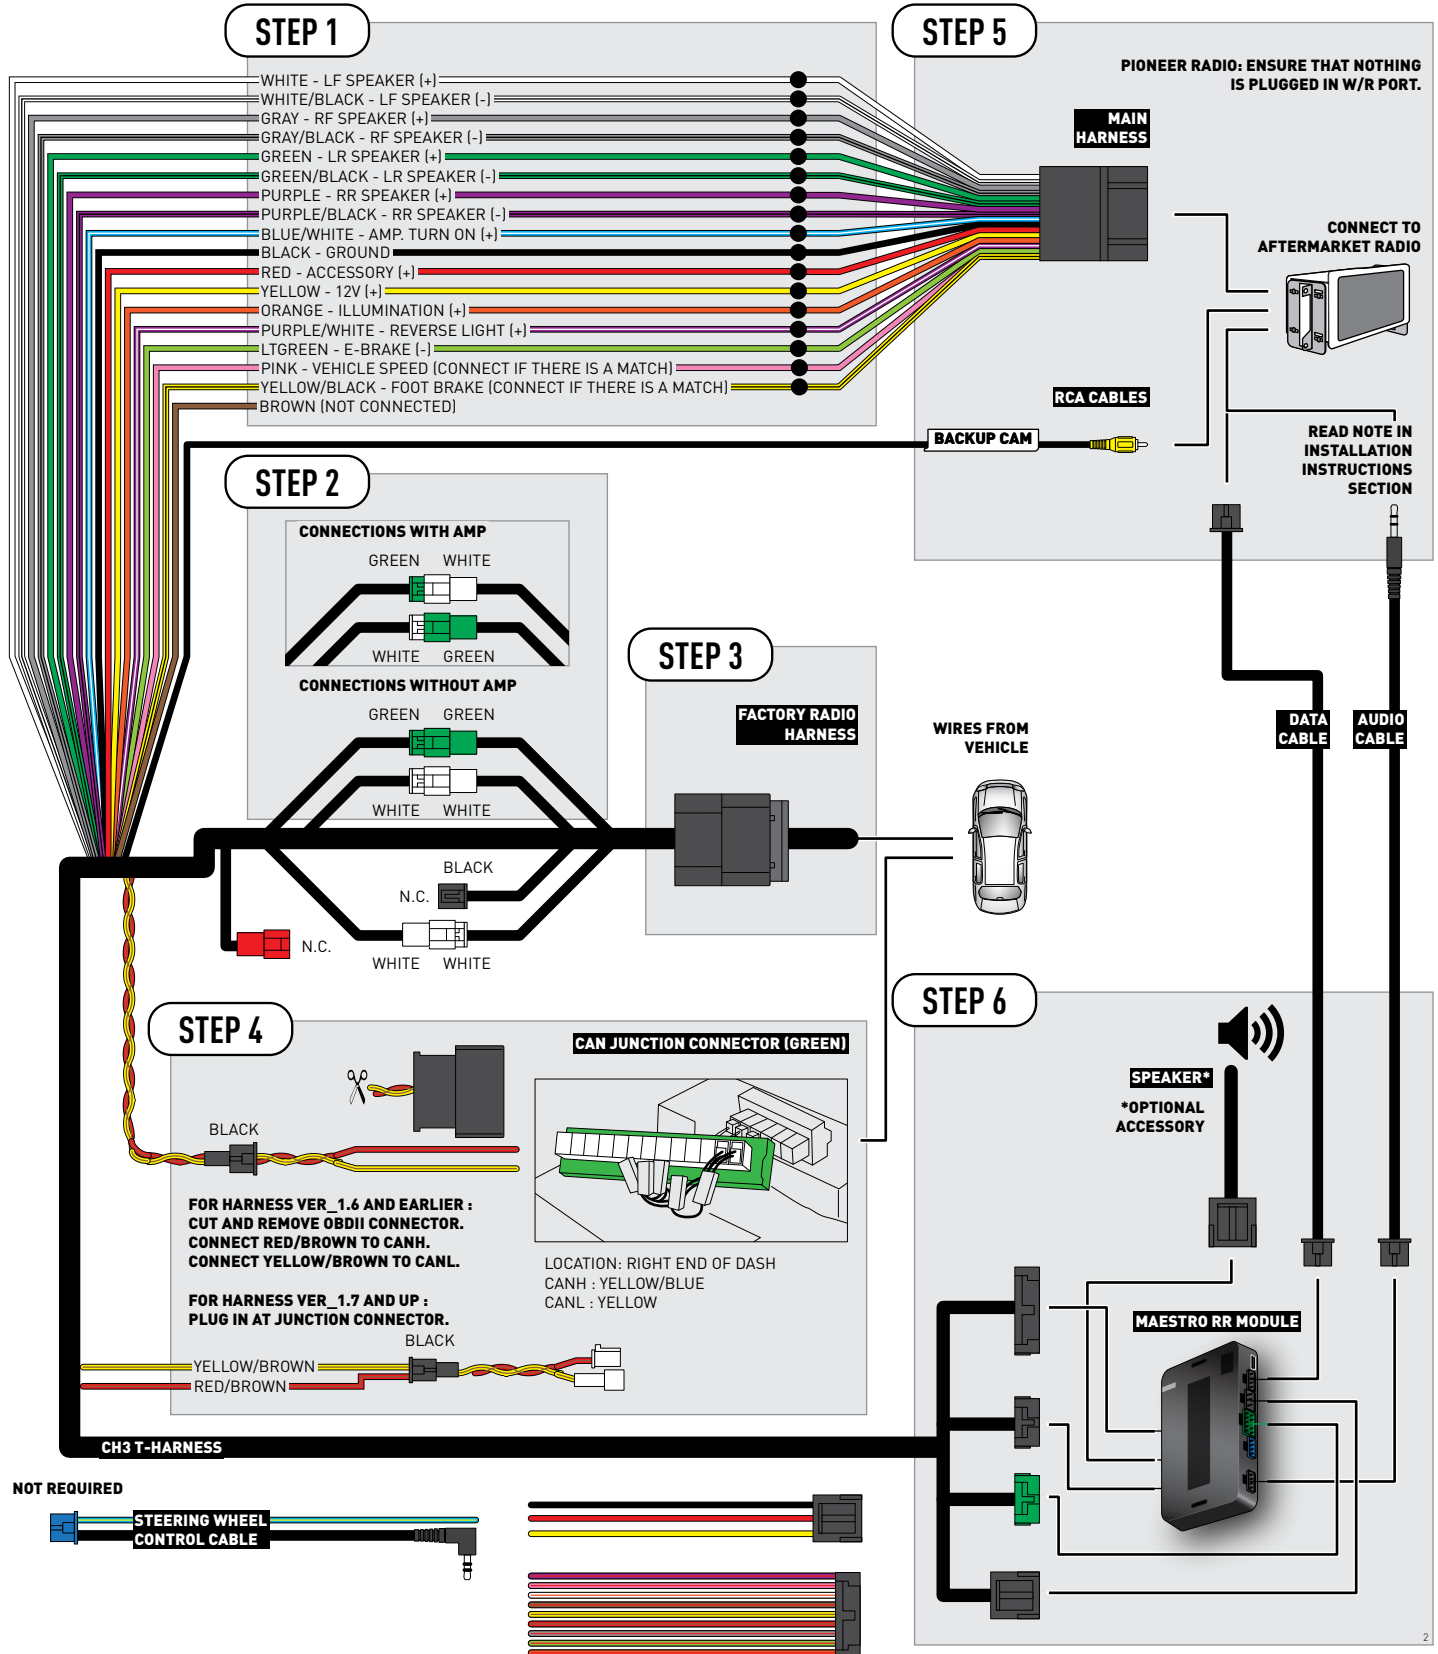 STEP 1
WHITE - LF SPEAKER (+)
WHITE/BLACK - LF SPEAKER (-)
GRAY - RF SPEAKER (+)
GRAY/BLACK - RF SPEAKER (-)
GREEN - LR SPEAKER (+)
GREEN/BLACK - LR SPEAKER (-)
PURPLE - RR SPEAKER (+)
PURPLE/BLACK - RR SPEAKER (-)
BLUE/WHITE - AMP. TURN ON (+)
BLACK - GROUND
RED - ACCESSORY (+)
YELLOW - 12V (+)
ORANGE - ILLUMINATION (+)
PURPLE/WHITE - REVERSE LIGHT (+)
LTGREEN - E-BRAKE (-)
PINK - VEHICLE SPEED (CONNECT IF THERE IS A MATCH)
YELLOW/BLACK - FOOT BRAKE (CONNECT IF THERE IS A MATCH)
BROWN (NOT CONNECTED)
STEP 5
PIONEER RADIO: ENSURE THAT NOTHING
IS PLUGGED IN W/R PORT.
MAIN
HARNESS
CONNECT TO
AFTERMARKET RADIO
RCA CABLES
BACKUP CAM
READ NOTE IN
INSTALLATION
INSTRUCTIONS
SECTION
DATA
CABLE
AUDIO
CABLE
STEP 2
CONNECTIONS WITH AMP
GREEN WHITE
WHITE GREEN
CONNECTIONS WITHOUT AMP
GREEN GREEN
WHITE WHITE
BLACK
N.C.
N.C.
WHITE WHITE
STEP 3
FACTORY RADIO
HARNESS
WIRES FROM
VEHICLE
STEP 4
CAN JUNCTION CONNECTOR (GREEN)
BLACK
FOR HARNESS VER_1.6 AND EARLIER :
CUT AND REMOVE OBDII CONNECTOR.
CONNECT RED/BROWN TO CANH.
CONNECT YELLOW/BROWN TO CANL.
FOR HARNESS VER_1.7 AND UP :
PLUG IN AT JUNCTION CONNECTOR.
LOCATION: RIGHT END OF DASH
CANH : YELLOW/BLUE
CANL : YELLOW
BLACK
YELLOW/BROWN
RED/BROWN
CH3 T-HARNESS
STEP 6
SPEAKER*
*OPTIONAL
ACCESSORY
MAESTRO RR MODULE
NOT REQUIRED
STEERING WHEEL
CONTROL CABLE
2